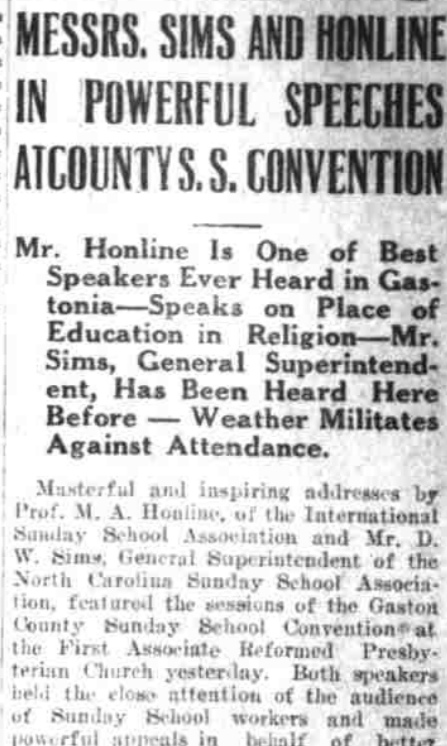 MESSRS. SIMS AND HONLINE
IN POWERFUL SPEECHES
AT COUNTY S. S. CONVENTION
Mr. Honline Is One of Best
Speakers Ever Heard in Gas-
tonia—Speaks on Place of
Education in Religion—Mr.
Sims, General Superintend-
ent, Has Been Heard Here
Before — Weather Militates
Against Attendance.
Masterful and inspiring addresses by
Prof. M. A. Honline, of the International
Sunday School Association and Mr. D.
W. Sims, General Superintendent of the
North Carolina Sunday School Associa-
tion, featured the sessions of the Gaston
County Sunday School Convention at
the First Associate Reformed Presby-
terian Church yesterday. Both speakers
held the close attention of the audience
of Sunday School workers and made
powerful appeals in behalf of better